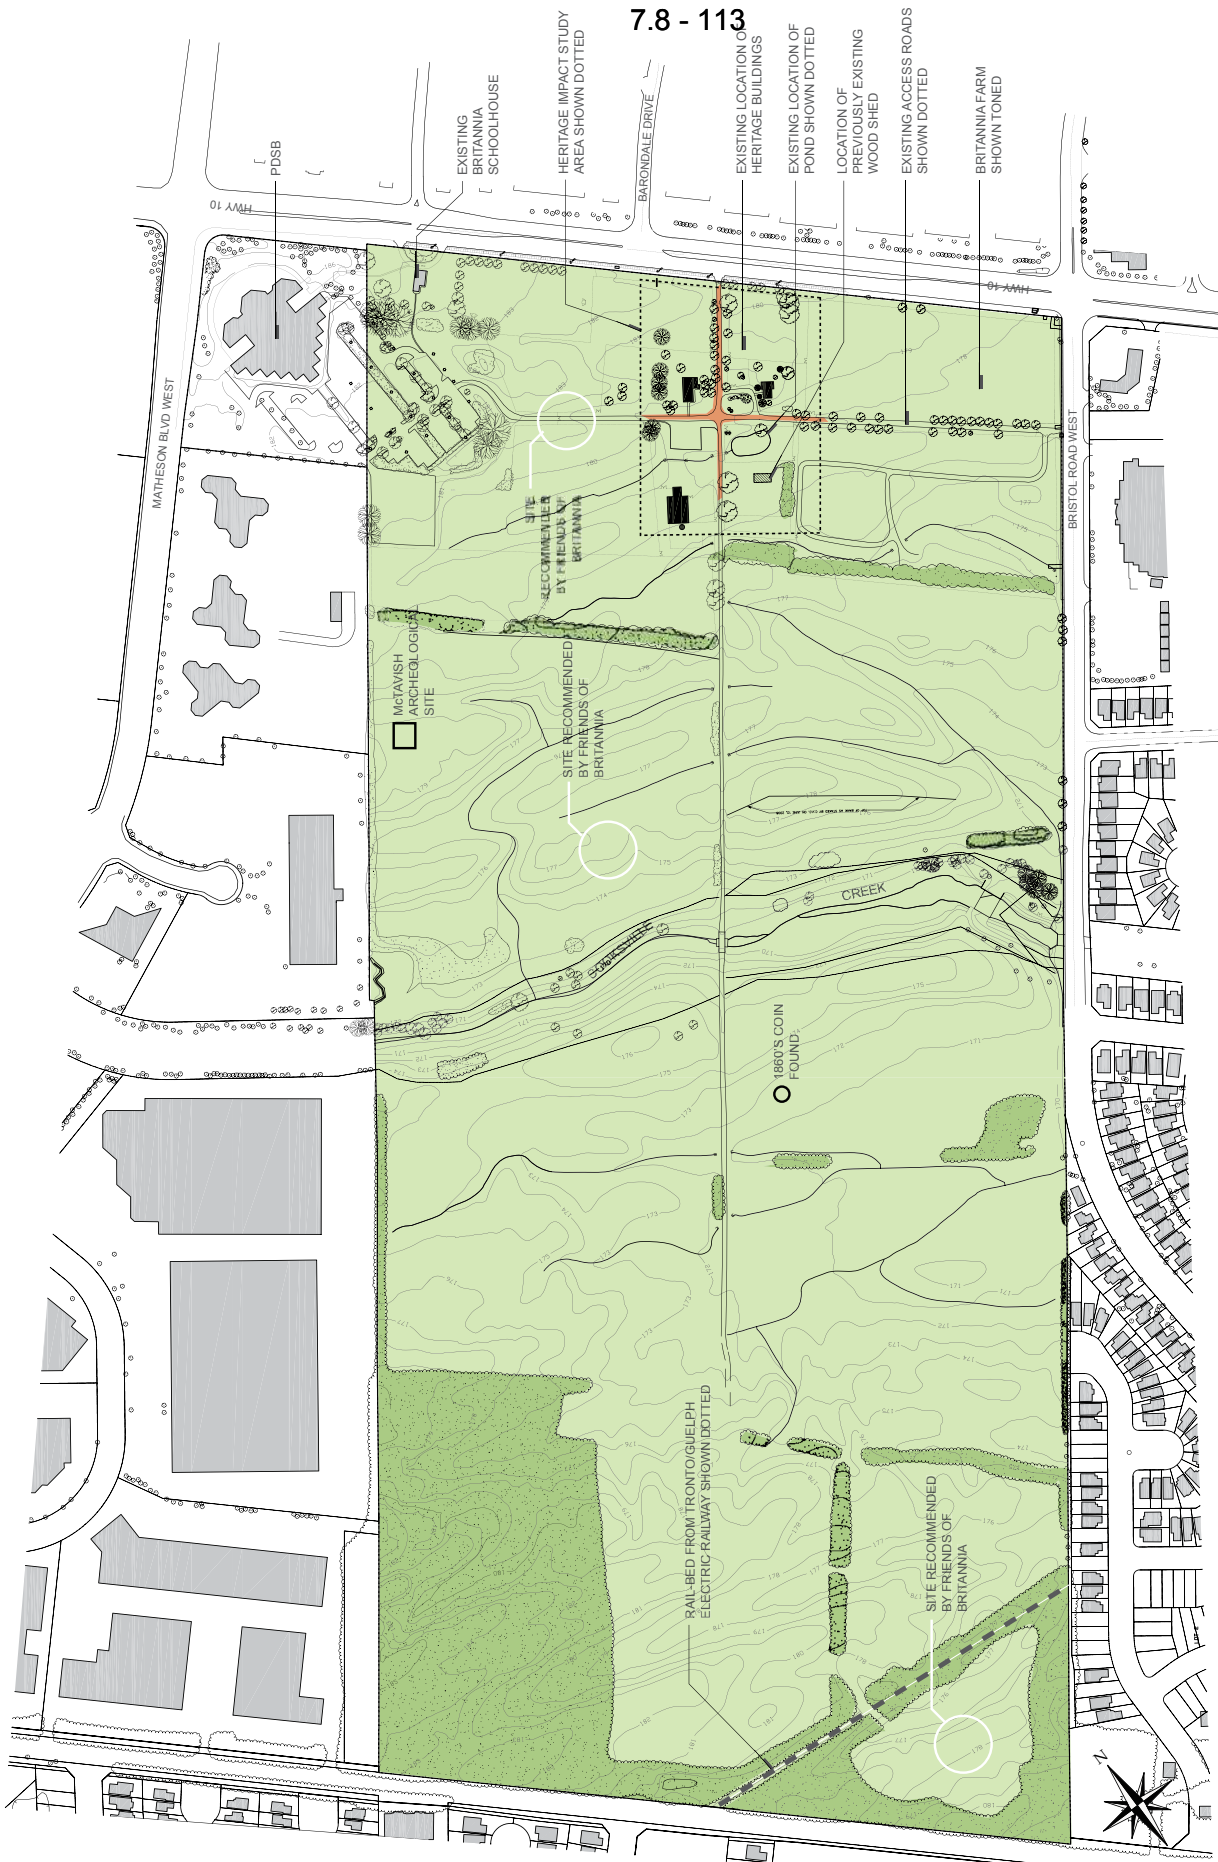 7.8 - 113
PDSB
EXISTING
BRITANNIA
SCHOOLHOUSE
HERITAGE IMPACT STUDY
AREA SHOWN DOTTED
BARONDALE DRIVE
EXISTING LOCATION OF
HERITAGE BUILDINGS
EXISTING LOCATION OF
POND SHOWN DOTTED
LOCATION OF
PREVIOUSLY EXISTING
WOOD SHED
EXISTING ACCESS ROADS
SHOWN DOTTED
BRITANNIA FARM
SHOWN TONED
HWY 10
HWY 10
MATHESON BLVD WEST
BRISTOL ROAD WEST
SITE
RECOMMENDED
BY FRIENDS OF
BRITANNIA
McTAVISH
ARCHEOLOGICAL
SITE
SITE RECOMMENDED
BY FRIENDS OF
BRITANNIA
COOKSVILLE
CREEK
1860'S COIN
FOUND
RAIL-BED FROM TRONTO/GUELPH
ELECTRIC RAILWAY SHOWN DOTTED
SITE RECOMMENDED
BY FRIENDS OF
BRITANNIA
N